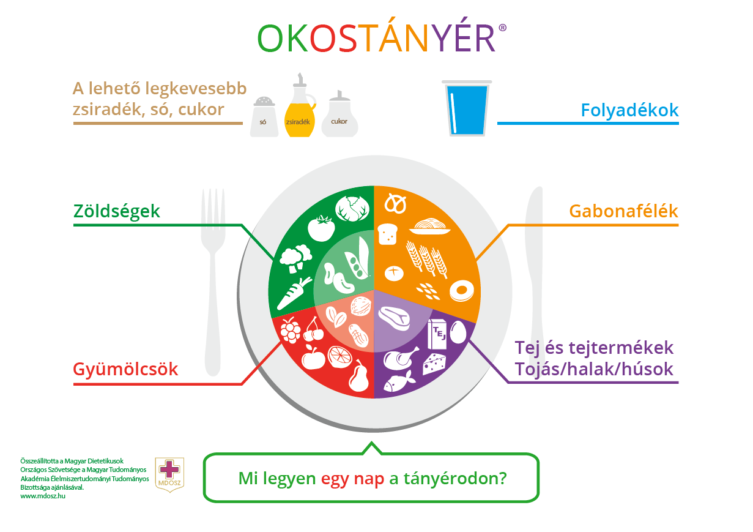 OKOSTÁNYÉR®
A lehető legkevesebb
zsiradék, só, cukor
só
zsiradék
cukor
Folyadékok
Zöldségek
Gabonafélék
TEJ
Gyümölcsök
Tej és tejtermékek
Tojás/halak/húsok
Összeállította a Magyar Dietetikusok
Országos Szövetsége a Magyar Tudományos
Akadémia Élelmiszertudományi Tudományos
Bizottsága ajánlásával.
www.mdosz.hu
MDOSZ
Mi legyen egy nap a tányérodon?